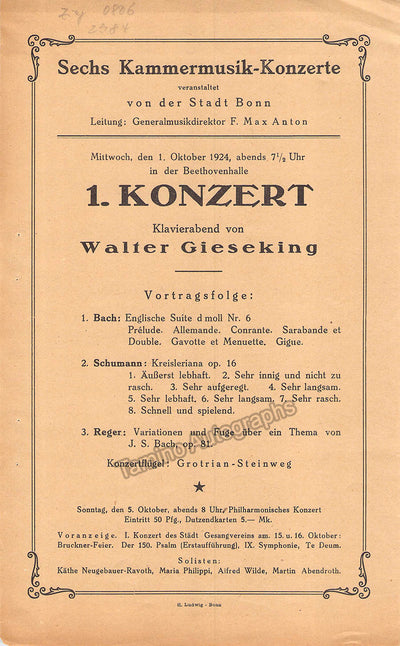 Zg 0806
2384
Sechs Kammermusik-Konzerte
veranstaltet
von der Stadt Bonn
Leitung: Generalmusikdirektor F. Max Anton
Mittwoch, den 1. Oktober 1924, abends 7 1/2 Uhr
in der Beethovenhalle
1. KONZERT
Klavierabend von
Walter Gieseking
Vortragsfolge:
1. Bach: Englische Suite d moll Nr. 6
Prélude. Allemande. Conrante. Sarabande et
Double. Gavotte et Menuette. Gigue.
2. Schumann: Kreisleriana op. 16
1. Äußerst lebhaft. 2. Sehr innig und nicht zu
rasch. 3. Sehr aufgeregt. 4. Sehr langsam.
5. Sehr lebhaft. 6. Sehr langsam. 7. Sehr rasch.
8. Schnell und spielend.
3. Reger: Variationen und Fuge über ein Thema von
J. S. Bach, op. 81.
Tamino Autographs
Konzertflügel: Grotrian-Steinweg
Sonntag, den 5. Oktober, abends 8 Uhr: Philharmonisches Konzert
Eintritt 50 Pfg., Dutzendkarten 5.— Mk.
Voranzeige. I. Konzert des Städt Gesangvereins am 15. u. 16. Oktober:
Bruckner-Feier. Der 150. Psalm (Erstaufführung), IX. Symphonie, Te Deum.
Solisten:
Käthe Neugebauer-Ravoth, Maria Philippi, Alfred Wilde, Martin Abendroth.
H. Ludwig - Bonn